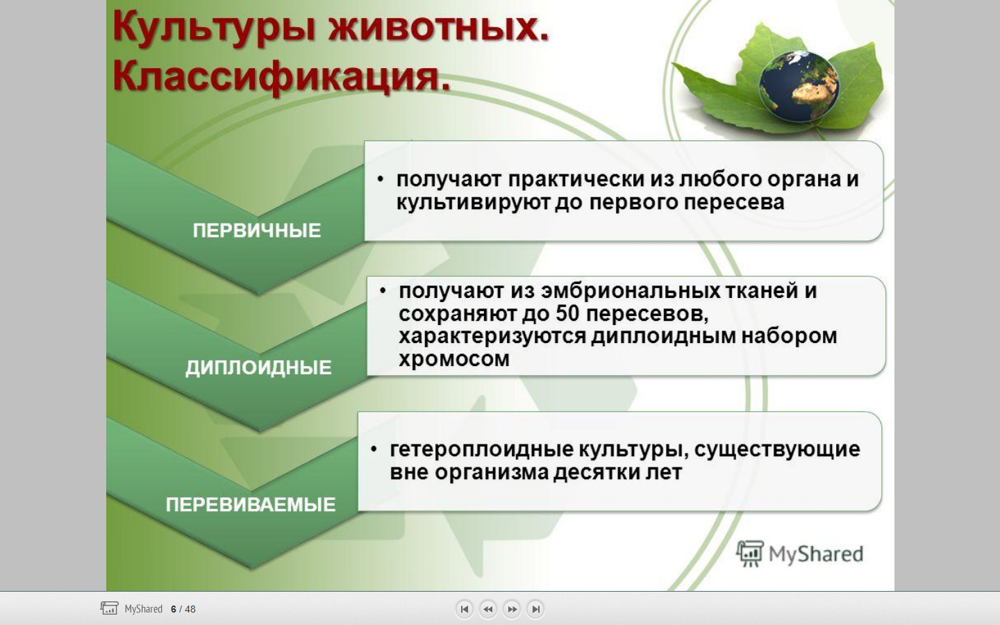 Культуры животных.
Классификация.
ПЕРВИЧНЫЕ
• получают практически из любого органа и
культивируют до первого пересева
ДИПЛОИДНЫЕ
• получают из эмбриональных тканей и
сохраняют до 50 пересевов,
характеризуются диплоидным набором
хромосом
ПЕРЕВИВАЕМЫЕ
• гетероплоидные культуры, существующие
вне организма десятки лет
MyShared
MyShared 6 / 48